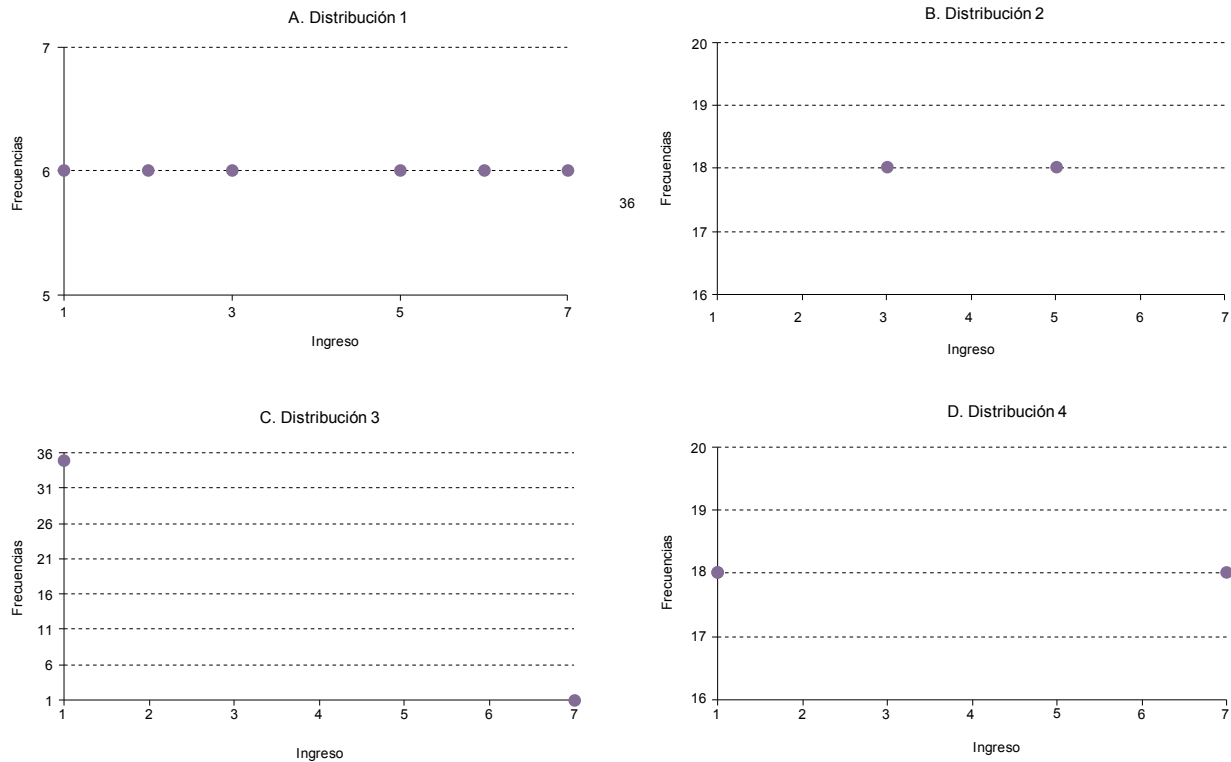 A. Distribución 1
7
6
5
Frecuencias
1 3 5 7
Ingreso
36
B. Distribución 2
20
19
18
17
16
Frecuencias
1 2 3 4 5 6 7
Ingreso
C. Distribución 3
36
31
26
21
16
11
6
1
Frecuencias
1 2 3 4 5 6 7
Ingreso
D. Distribución 4
20
19
18
17
16
Frecuencias
1 2 3 4 5 6 7
Ingreso